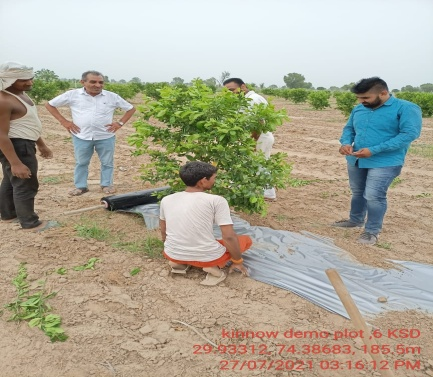 kinnow demo plot ,6 KSD
29.93312, 74.38683, 185.5m
27/07/2021 03:16:12 PM